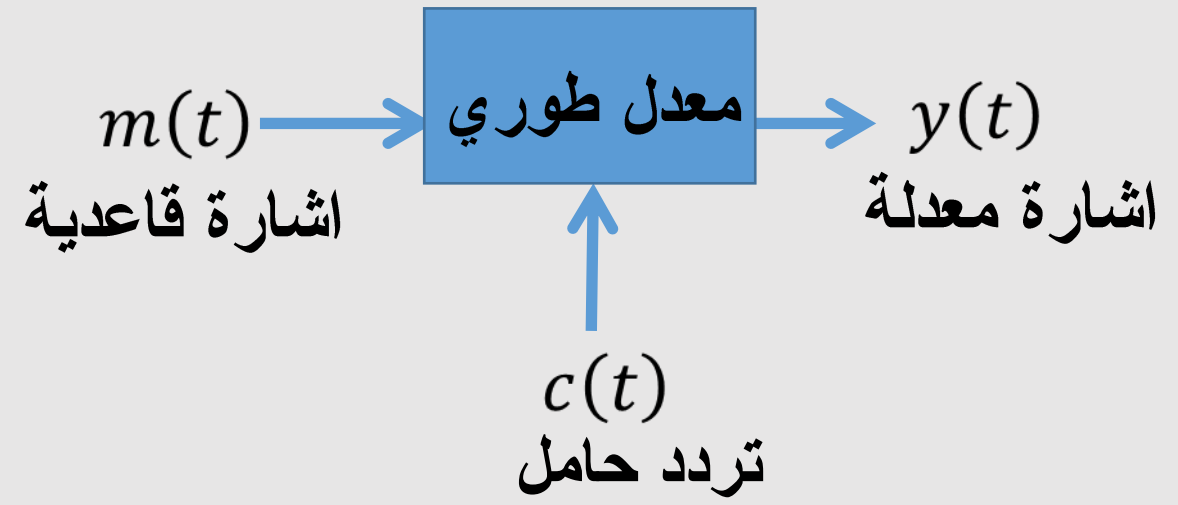 معدل طوري
m(t)
اشارة قاعدية
y(t)
اشارة معدلة
c(t)
تردد حامل